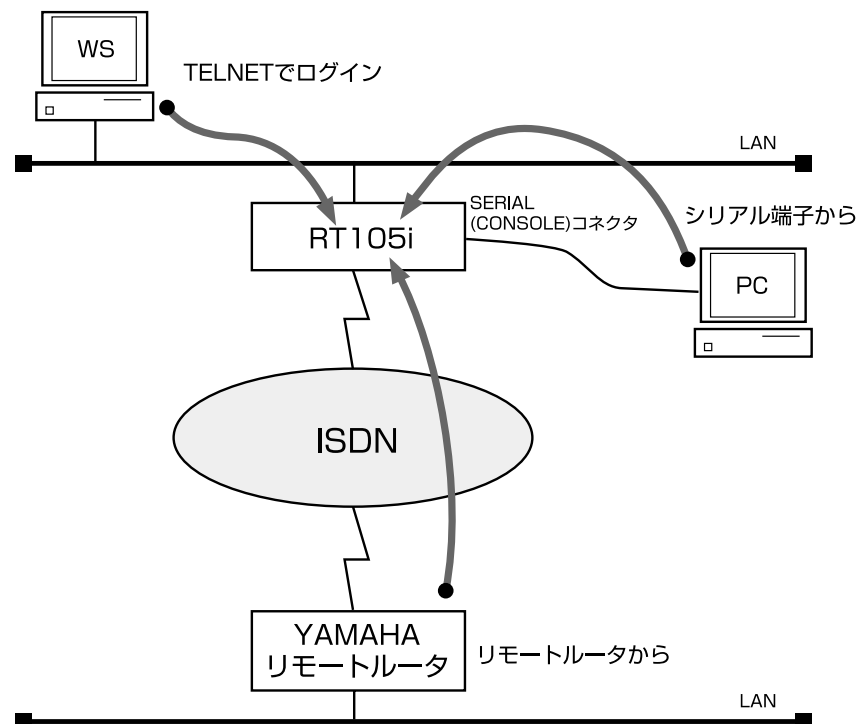 WS
TELNETでログイン
LAN
SERIAL
(CONSOLE)コネクタ
シリアル端子から
RT105i
PC
ISDN
YAMAHA
リモートルータ
リモートルータから
LAN